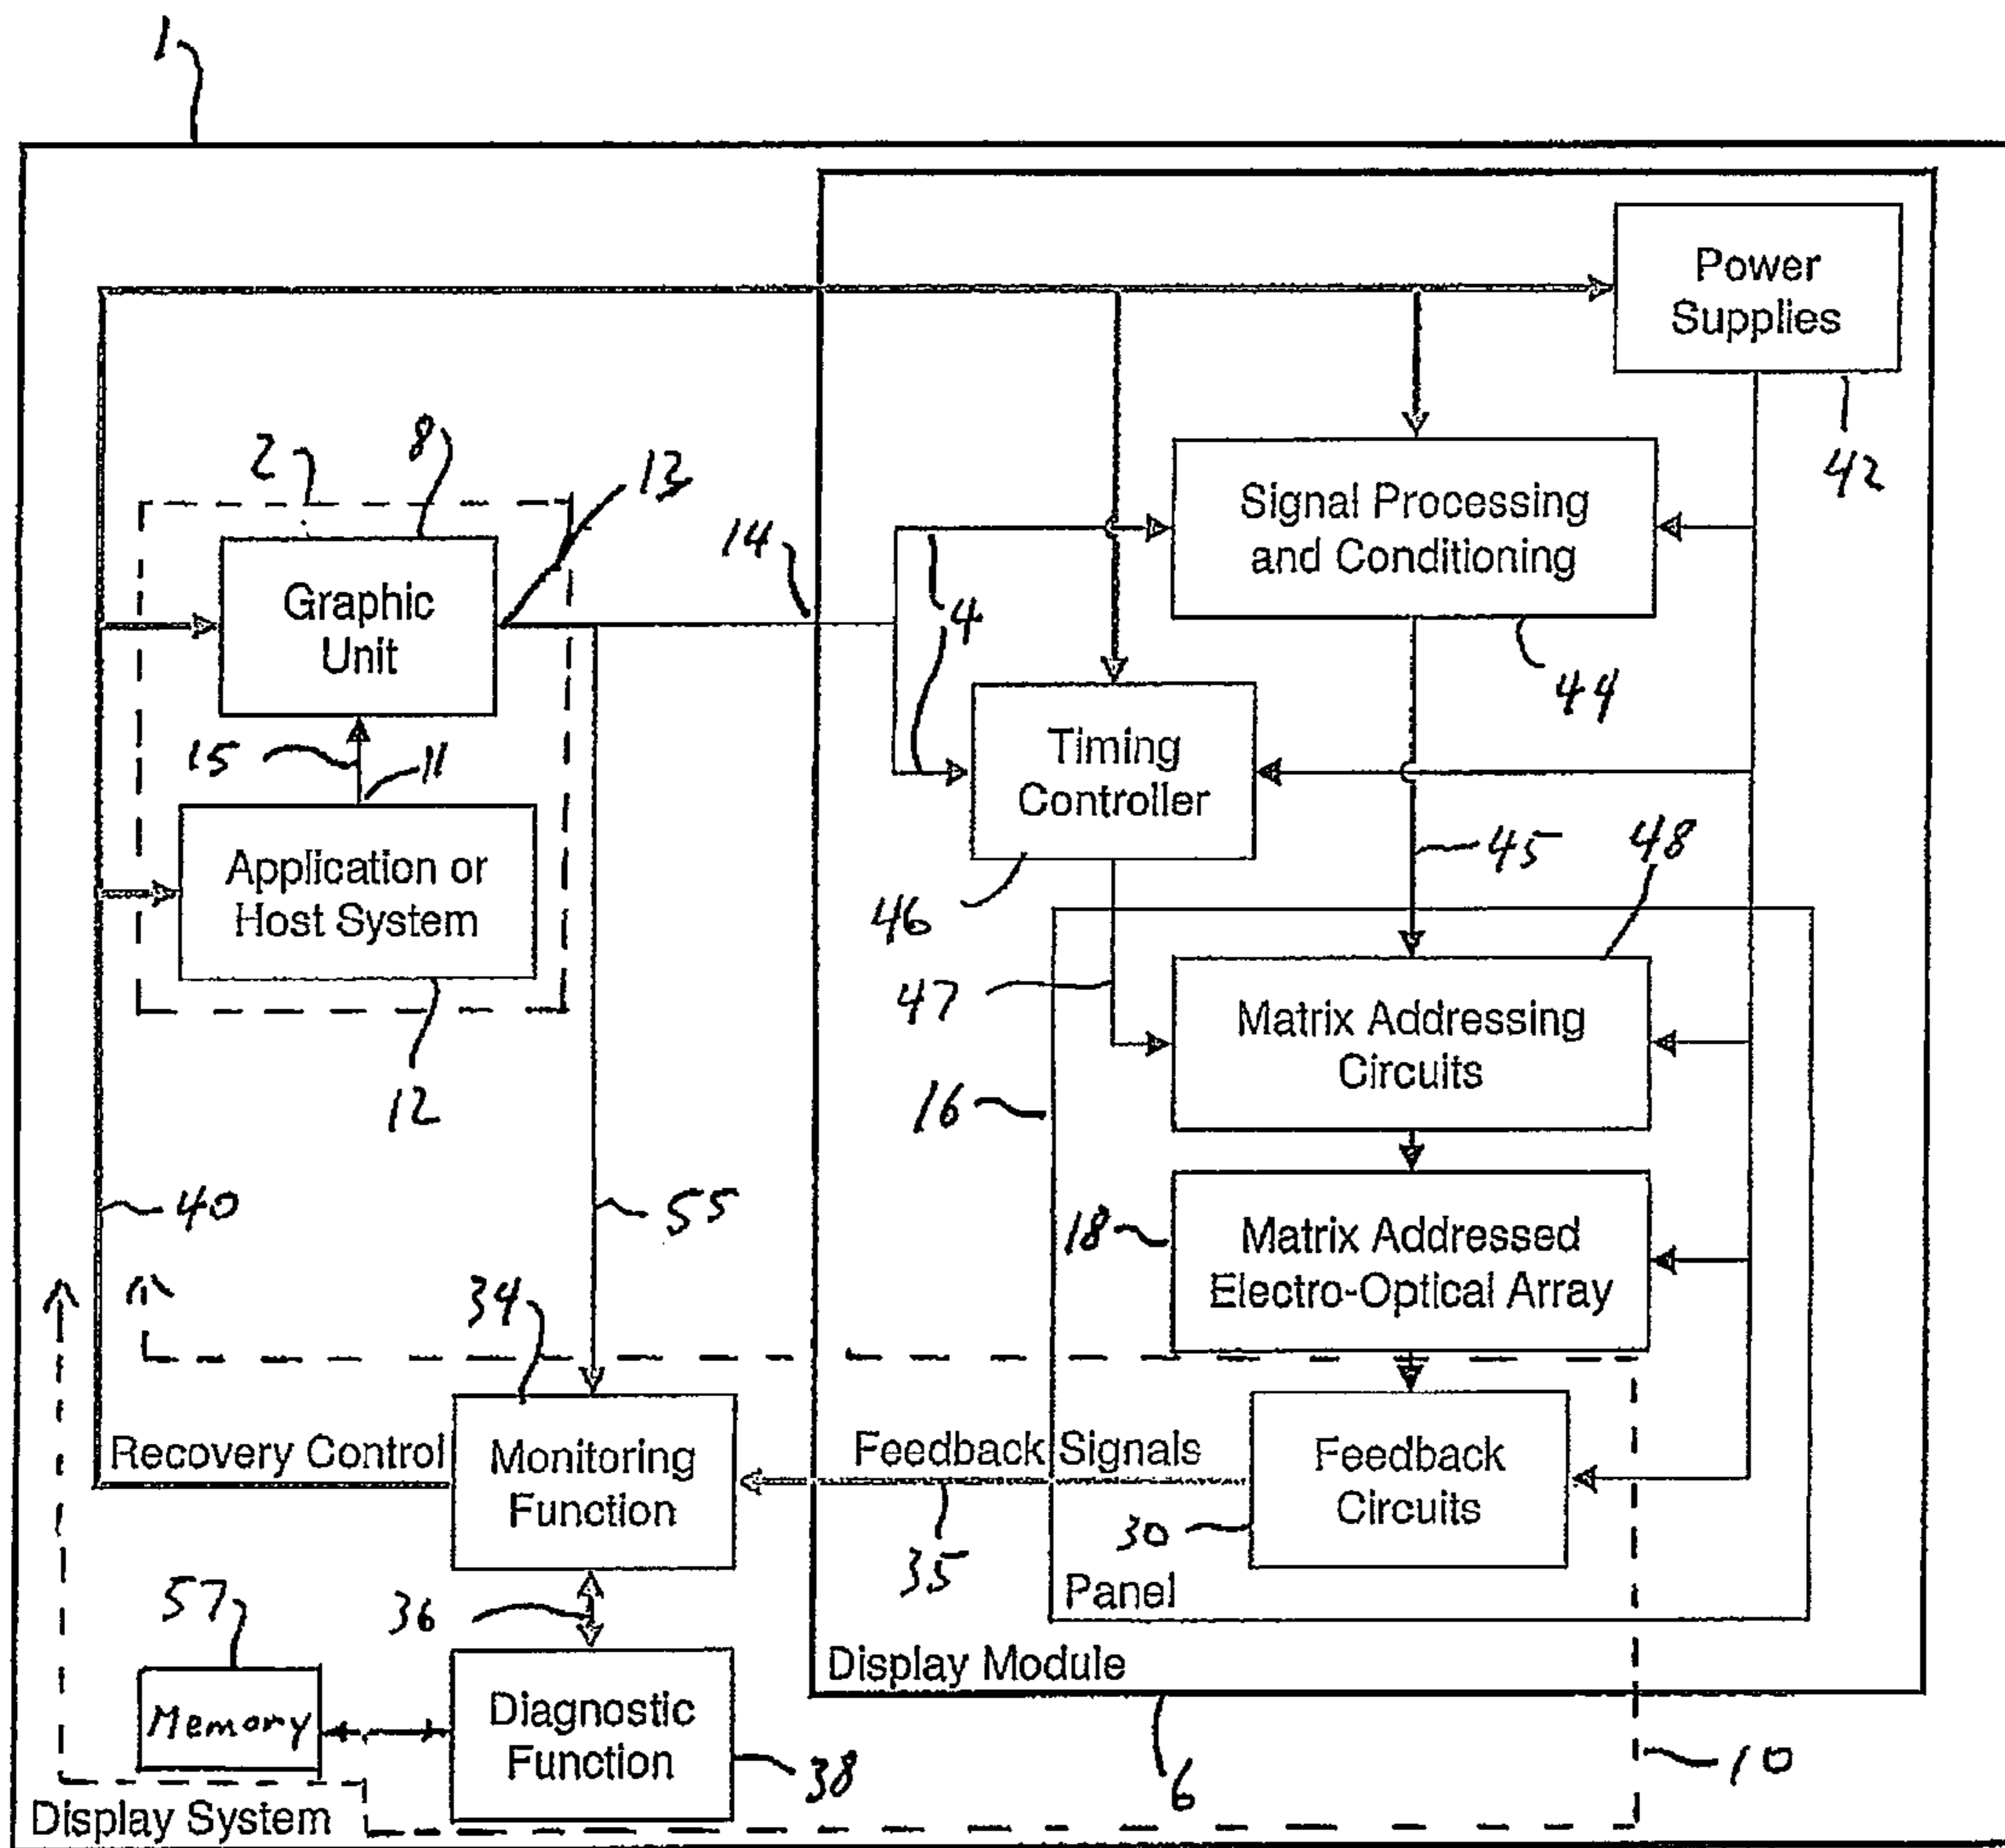 1
Power
Supplies
42
2
8
13
14
4
Signal Processing
and Conditioning
44
Graphic
Unit
15
11
Timing
Controller
46
45
48
Application or
Host System
12
47
16
Matrix Addressing
Circuits
40
55
18
Matrix Addressed
Electro-Optical Array
34
Recovery Control
Monitoring
Function
Feedback Signals
35
Feedback
Circuits
30
Panel
36
57
Memory
Diagnostic
Function
38
Display Module
6
10
Display System